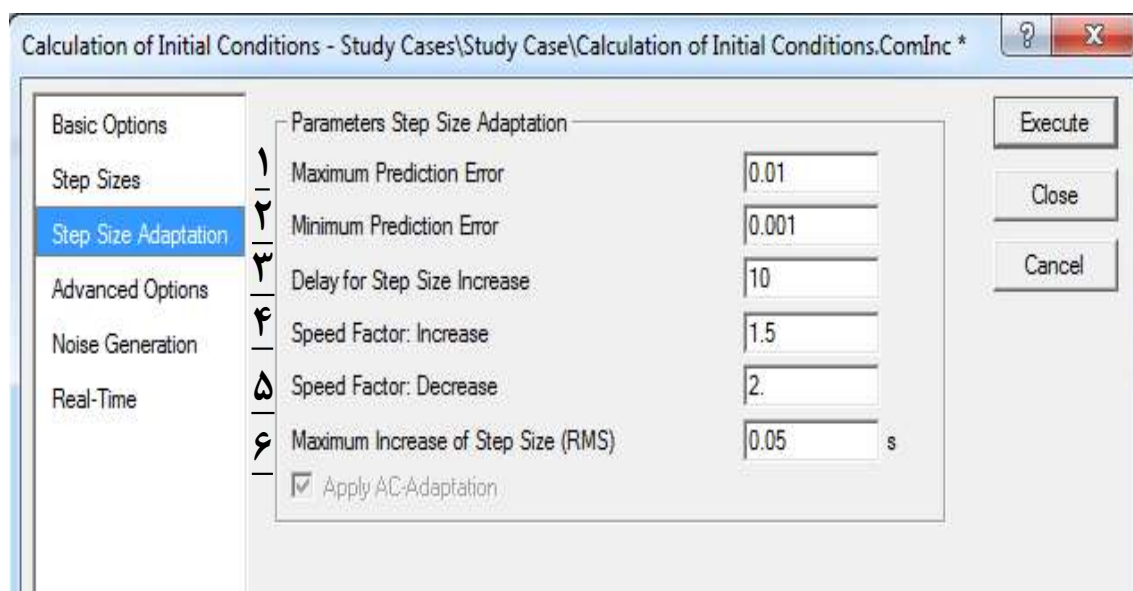 Calculation of Initial Conditions - Study Cases\Study Case\Calculation of Initial Conditions.ComInc *
Basic Options
Step Sizes
Step Size Adaptation
Advanced Options
Noise Generation
Real-Time
Parameters Step Size Adaptation
۱ Maximum Prediction Error 0.01
۲ Minimum Prediction Error 0.001
۳ Delay for Step Size Increase 10
۴ Speed Factor: Increase 1.5
۵ Speed Factor: Decrease 2.
۶ Maximum Increase of Step Size (RMS) 0.05 s
Apply AC-Adaptation
Execute
Close
Cancel